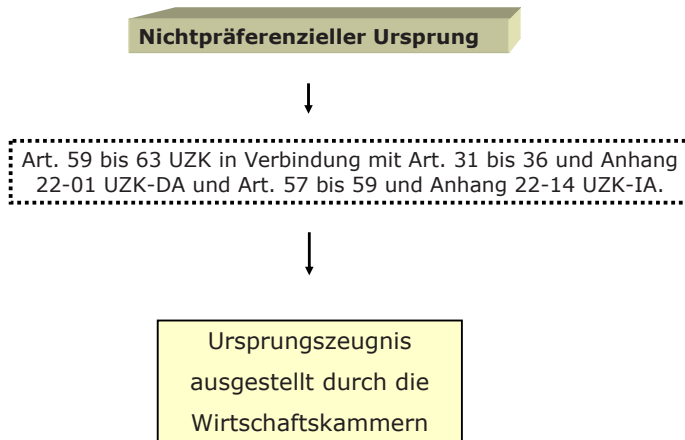 Nichtpräferenzieller Ursprung
Art. 59 bis 63 UZK in Verbindung mit Art. 31 bis 36 und Anhang
22-01 UZK-DA und Art. 57 bis 59 und Anhang 22-14 UZK-IA.
Ursprungszeugnis
ausgestellt durch die
Wirtschaftskammern